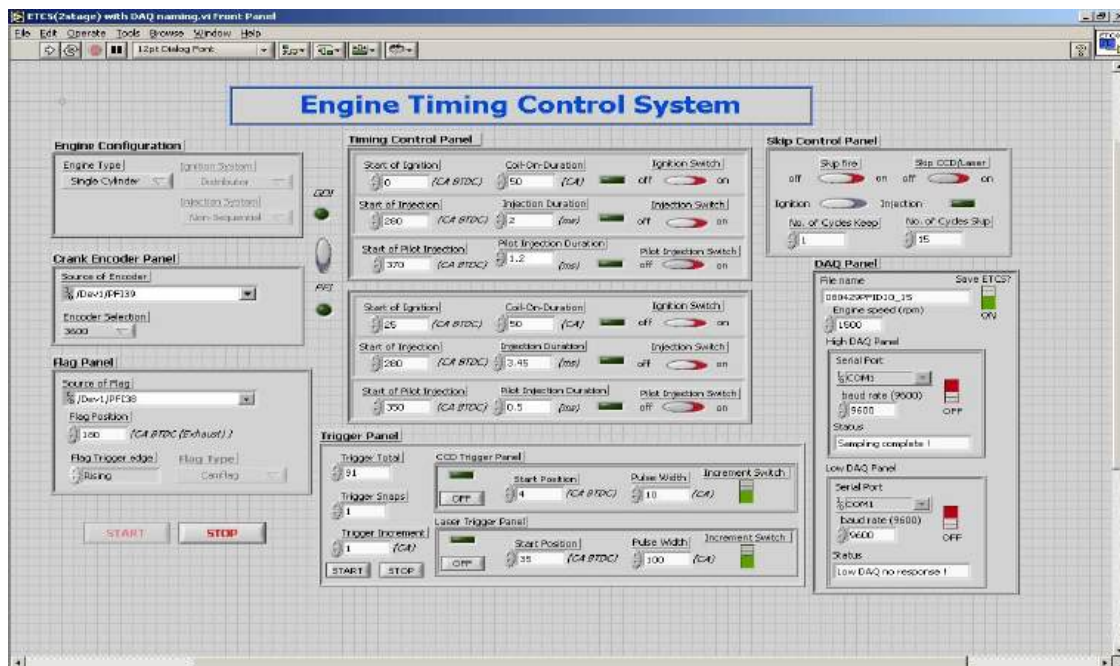 ETCS(2stage) with DAQ naming.vi Front Panel
File Edit Operate Tools Browse Window Help
12pt Dialog Font
Engine Timing Control System
Engine Configuration
Engine Type
Single Cylinder
Ignition System
Distributor
Injection System
Non-Sequential
GDI
PFI
Crank Encoder Panel
Source of Encoder
/Dev1/PFI39
Encoder Selection
3600
Flag Panel
Source of Flag
/Dev1/PFI38
Flag Position
180 (CA BTDC (Exhaust) )
Flag Trigger edge
Rising
Flag Type
Camflag
START STOP
Timing Control Panel
Start of Ignition Coil-On-Duration Ignition Switch
0 (CA BTDC) 50 (CA) off on
Start of Injection Injection Duration Injection Switch
280 (CA BTDC) 2 (ms) off on
Start of Pilot Injection Pilot Injection Duration Pilot Injection Switch
370 (CA BTDC) 1.2 (ms) off on
Start of Ignition Coil-On-Duration Ignition Switch
25 (CA BTDC) 50 (CA) off on
Start of Injection Injection Duration Injection Switch
280 (CA BTDC) 3.45 (ms) off on
Start of Pilot Injection Pilot Injection Duration Pilot Injection Switch
350 (CA BTDC) 0.5 (ms) off on
Trigger Panel
Trigger Total
91
Trigger Snaps
1
Trigger Increment
1 (CA)
START STOP
CCD Trigger Panel
OFF
Start Position Pulse Width Increment Switch
4 (CA BTDC) 10 (CA)
Laser Trigger Panel
OFF
Start Position Pulse Width Increment Switch
35 (CA BTDC) 100 (CA)
Skip Control Panel
Skip fire Skip CCD/Laser
off on off on
Ignition Injection
No. of Cycles Keep No. of Cycles Skip
1 15
DAQ Panel
File name Save ETCS?
080429PFID10_15
ON
Engine speed (rpm)
1500
High DAQ Panel
Serial Port
COM1
baud rate (9600)
9600 OFF
Status
Sampling complete !
Low DAQ Panel
Serial Port
COM1
baud rate (9600)
9600 OFF
Status
Low DAQ no response !